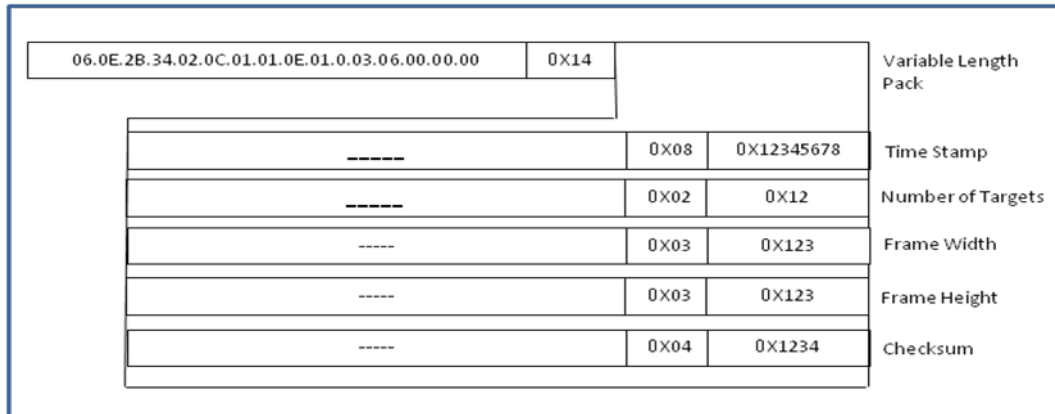 06.0E.2B.34.02.0C.01.01.0E.01.0.03.06.00.00.00 0X14 Variable Length
Pack
_____ 0X08 0X12345678 Time Stamp
_____ 0X02 0X12 Number of Targets
----- 0X03 0X123 Frame Width
----- 0X03 0X123 Frame Height
----- 0X04 0X1234 Checksum